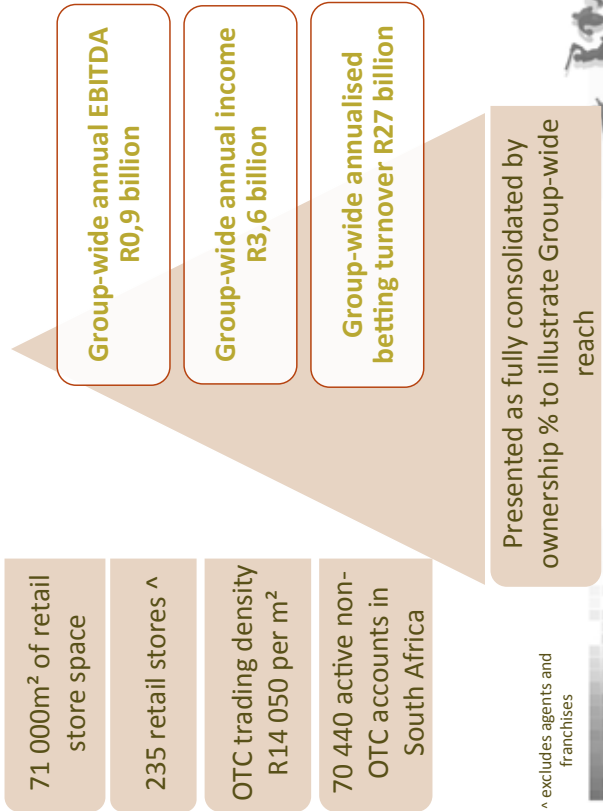 71 000m² of retail
store space
235 retail stores ^
OTC trading density
R14 050 per m²
70 440 active non-
OTC accounts in
South Africa
^ excludes agents and
franchises
Group-wide annual EBITDA
R0,9 billion
Group-wide annual income
R3,6 billion
Group-wide annualised
betting turnover R27 billion
Presented as fully consolidated by
ownership % to illustrate Group-wide
reach